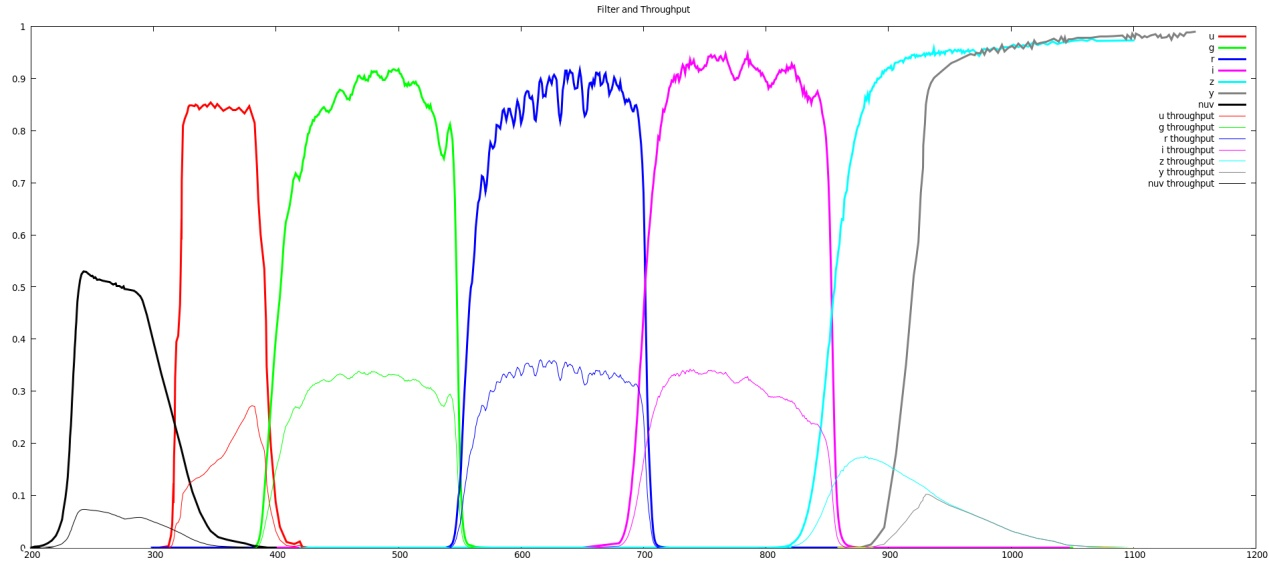 Filter and Throughput
1
0.9
0.8
0.7
0.6
0.5
0.4
0.3
0.2
0.1
0
200 300 400 500 600 700 800 900 1000 1100 1200
u
g
r
i
z
y
nuv
u throughput
g throughput
r thoughput
i throughput
z throughput
y throughput
nuv throughput